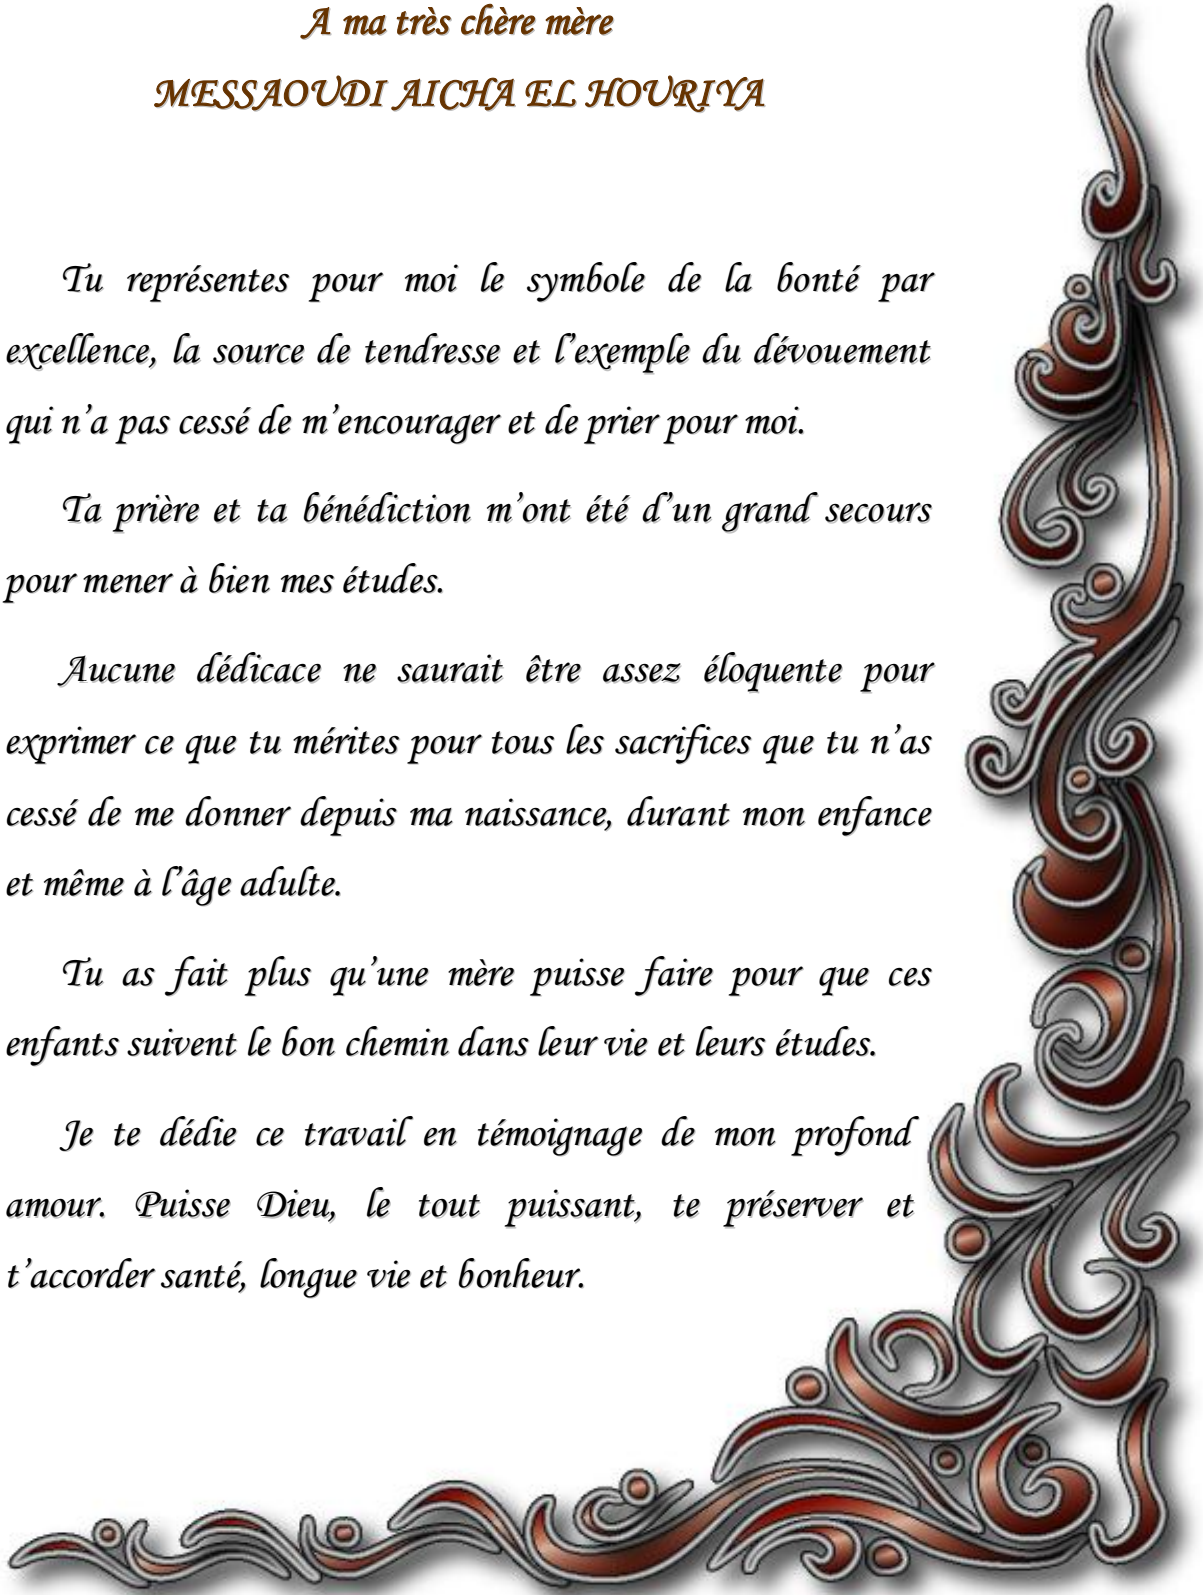 A ma très chère mère
MESSAOUDI AICHA EL HOURIYA
Tu représentes pour moi le symbole de la bonté par
excellence, la source de tendresse et l’exemple du dévouement
qui n’a pas cessé de m’encourager et de prier pour moi.
Ta prière et ta bénédiction m’ont été d’un grand secours
pour mener à bien mes études.
Aucune dédicace ne saurait être assez éloquente pour
exprimer ce que tu mérites pour tous les sacrifices que tu n’as
cessé de me donner depuis ma naissance, durant mon enfance
et même à l’âge adulte.
Tu as fait plus qu’une mère puisse faire pour que ces
enfants suivent le bon chemin dans leur vie et leurs études.
Je te dédie ce travail en témoignage de mon profond
amour. Puisse Dieu, le tout puissant, te préserver et
t’accorder santé, longue vie et bonheur.